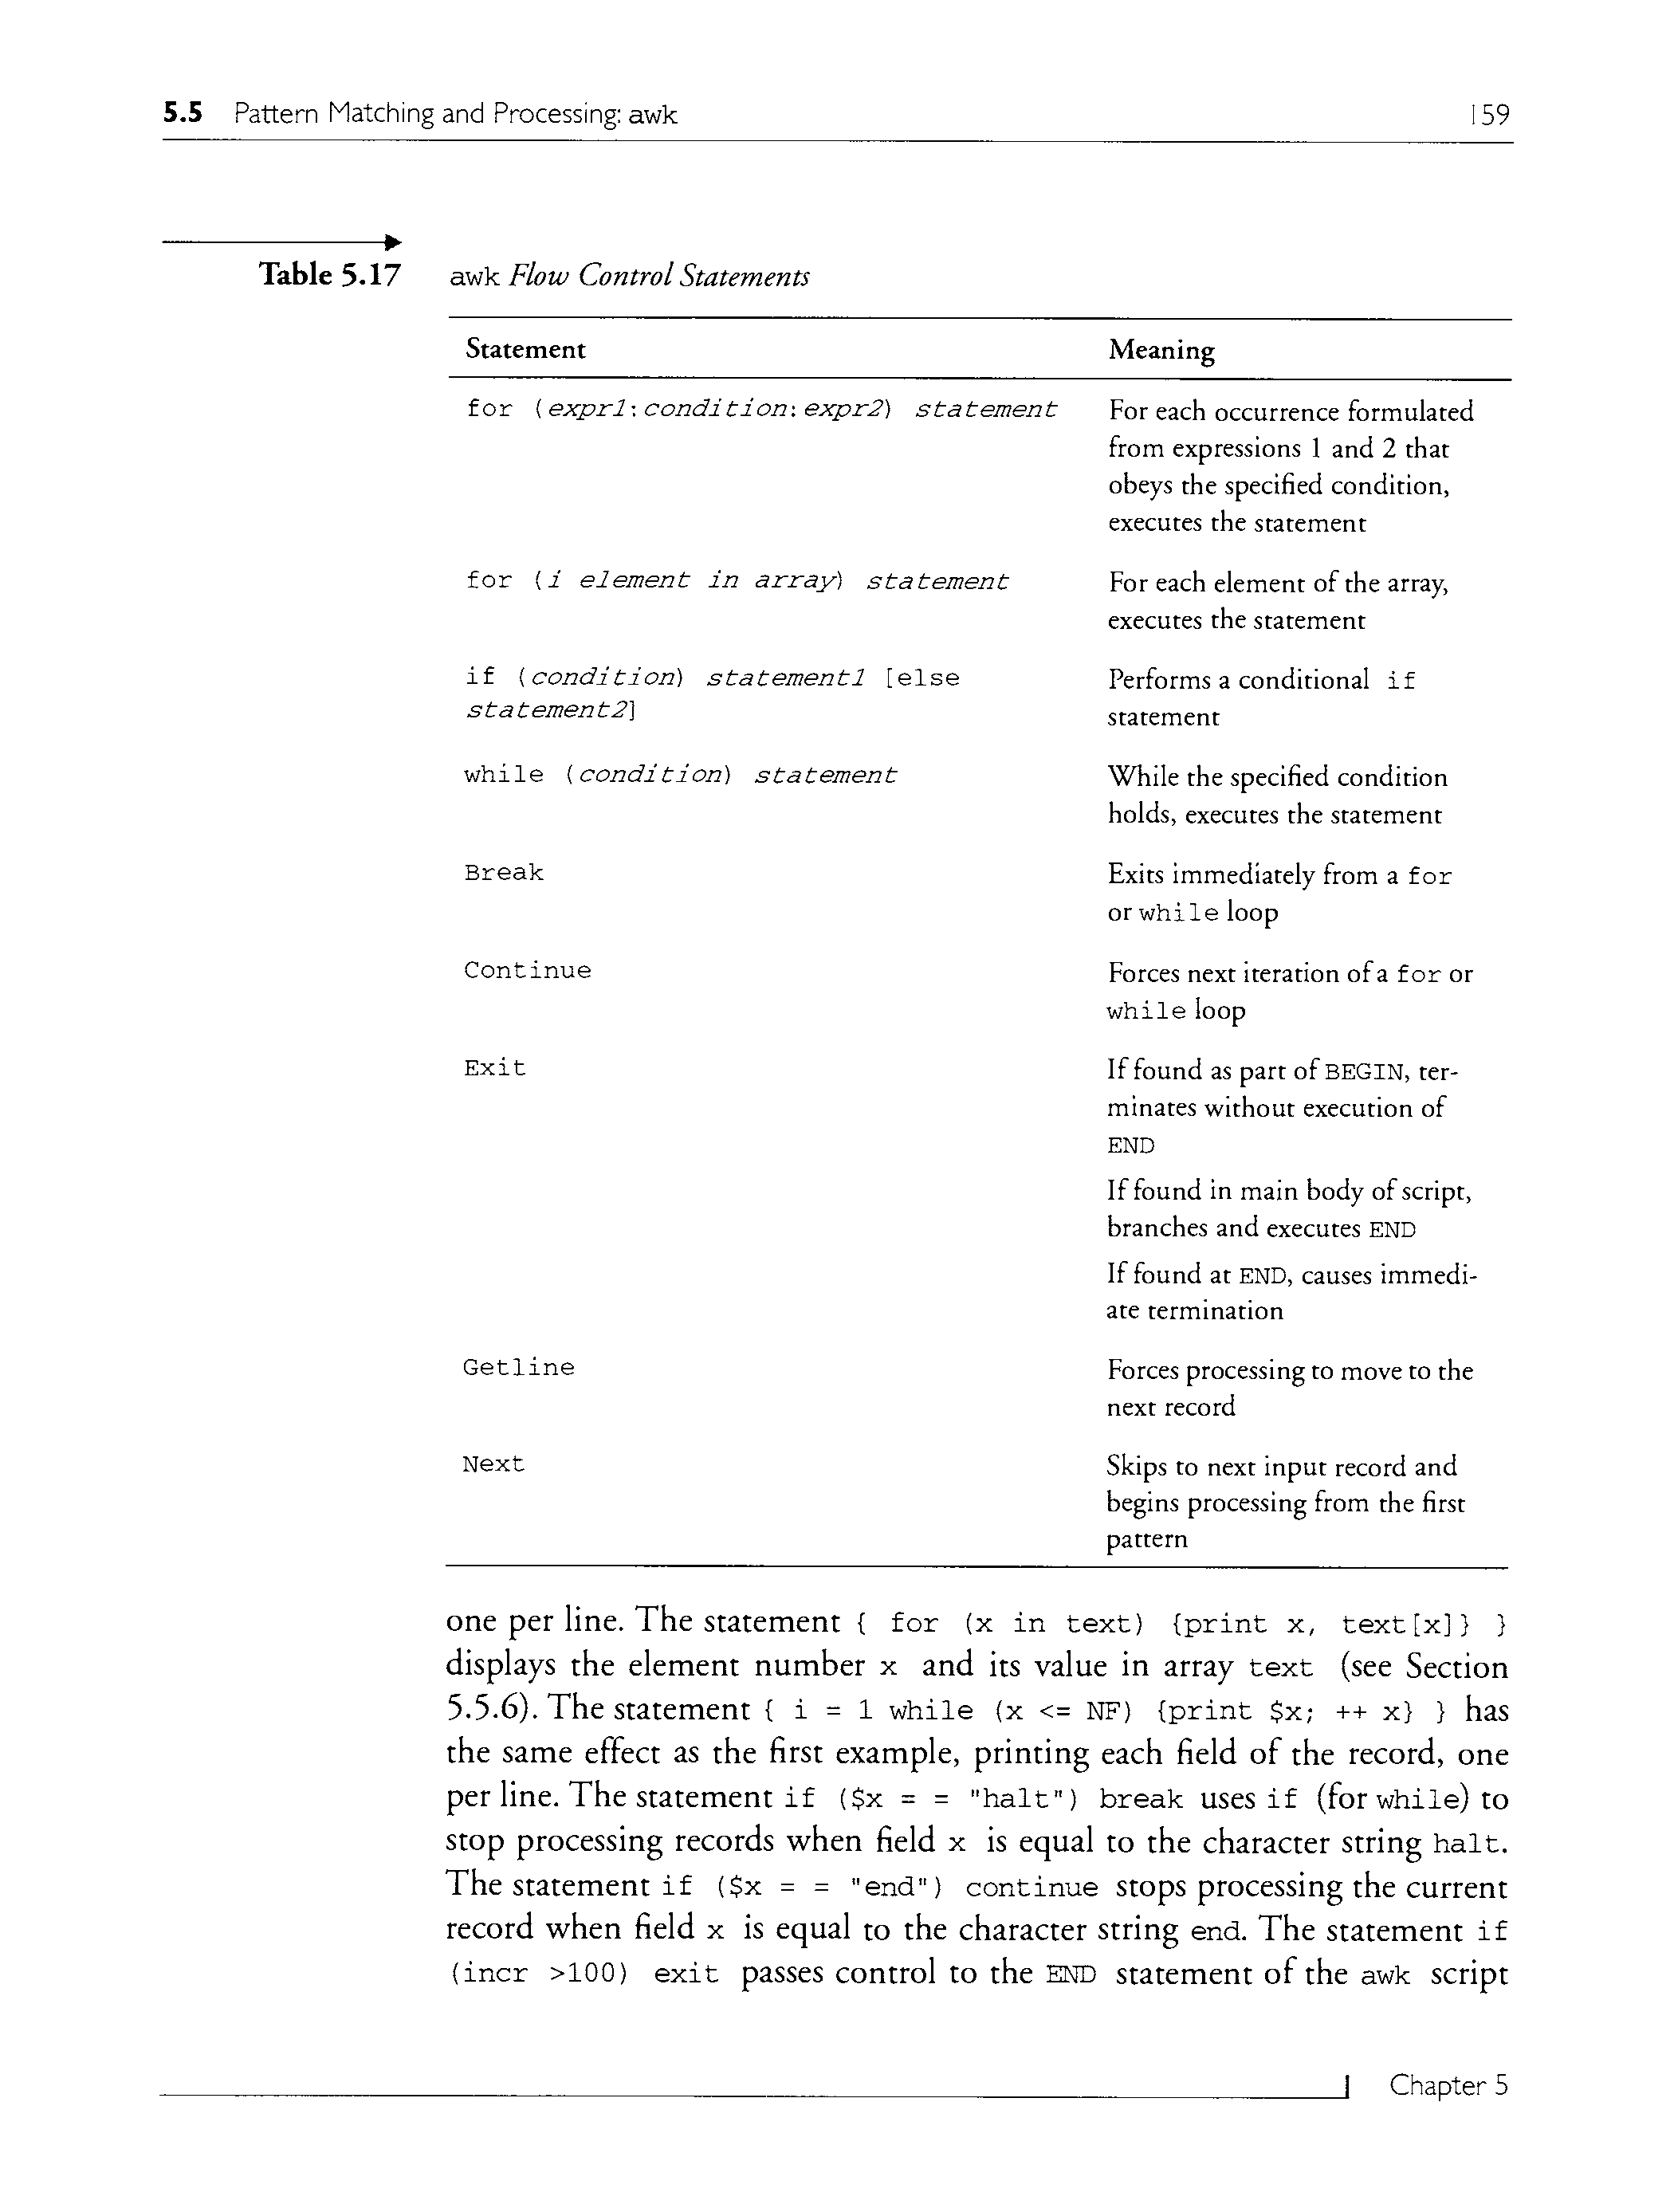 5.5 Pattern Matching and Processing: awk 159
Table 5.17 awk Flow Control Statements
Statement Meaning
for (expr1:condition:expr2) statement For each occurrence formulated
from expressions 1 and 2 that
obeys the specified condition,
executes the statement
for (i element in array) statement For each element of the array,
executes the statement
if (condition) statement1 [else Performs a conditional if
statement2] statement
while (condition) statement While the specified condition
holds, executes the statement
Break Exits immediately from a for
or while loop
Continue Forces next iteration of a for or
while loop
Exit If found as part of BEGIN, ter-
minates without execution of
END
If found in main body of script,
branches and executes END
If found at END, causes immedi-
ate termination
Getline Forces processing to move to the
next record
Next Skips to next input record and
begins processing from the first
pattern
one per line. The statement { for (x in text) {print x, text[x]} }
displays the element number x and its value in array text (see Section
5.5.6). The statement { i = 1 while (x <= NF) {print $x; ++ x} } has
the same effect as the first example, printing each field of the record, one
per line. The statement if ($x = = "halt") break uses if (for while) to
stop processing records when field x is equal to the character string halt.
The statement if ($x = = "end") continue stops processing the current
record when field x is equal to the character string end. The statement if
(incr >100) exit passes control to the END statement of the awk script
Chapter 5